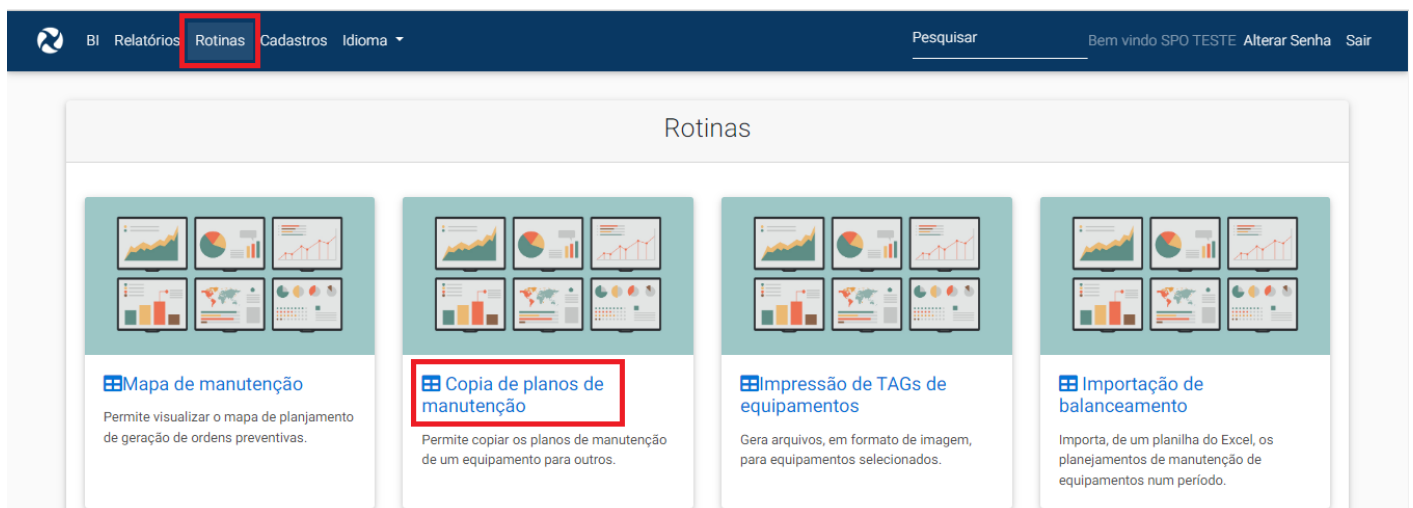 BI Relatórios Rotinas Cadastros Idioma
Pesquisar
Bem vindo SPO TESTE Alterar Senha Sair
Rotinas
Mapa de manutenção
Permite visualizar o mapa de planjamento
de geração de ordens preventivas.
Copia de planos de
manutenção
Permite copiar os planos de manutenção
de um equipamento para outros.
Impressão de TAGs de
equipamentos
Gera arquivos, em formato de imagem,
para equipamentos selecionados.
Importação de
balanceamento
Importa, de um planilha do Excel, os
planejamentos de manutenção de
equipamentos num período.